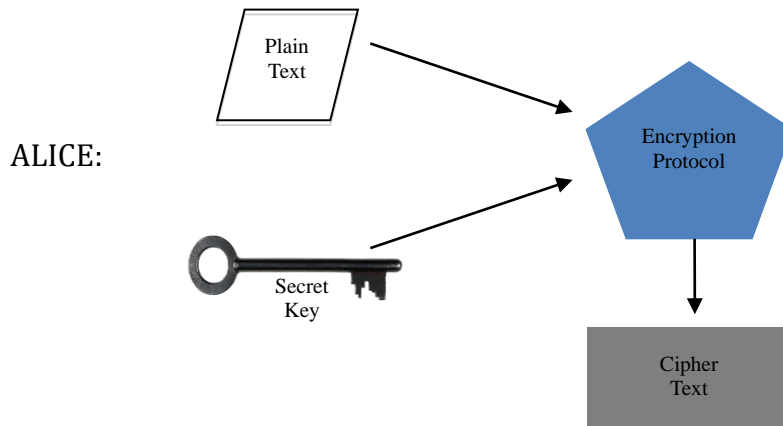 Plain
Text
Encryption
Protocol
ALICE:
Secret
Key
Cipher
Text